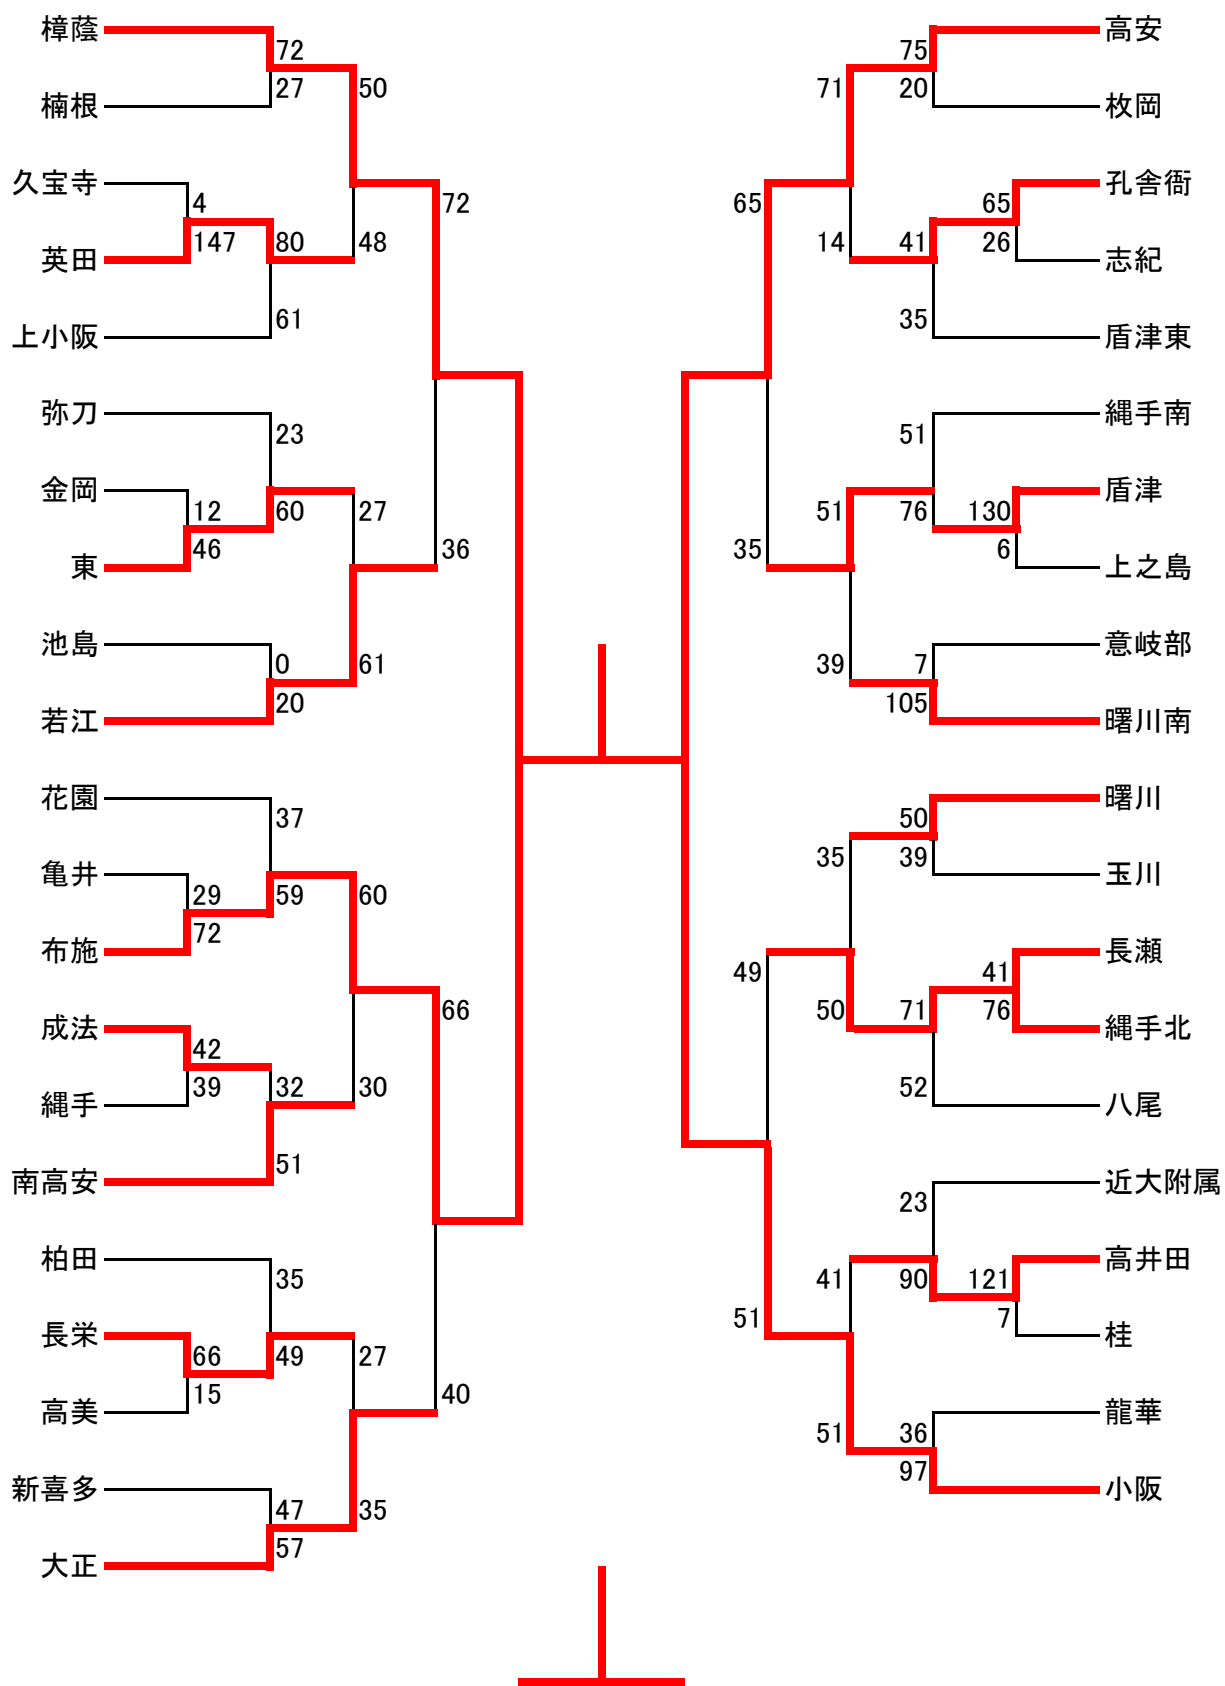 樟蔭
72
27
楠根
50
久宝寺
4
147
英田
80
48
61
上小阪
72
弥刀
23
金岡
12
46
東
60
27
36
池島
0
20
若江
61
花園
37
亀井
29
72
布施
59
60
66
成法
42
39
縄手
32
30
51
南高安
柏田
35
長栄
66
15
高美
49
27
40
新喜多
47
57
大正
35
高安
75
20
枚岡
71
65
孔舎衙
65
26
志紀
41
14
35
盾津東
縄手南
51
盾津
130
6
上之島
76
51
35
意岐部
7
105
曙川南
39
曙川
50
39
玉川
35
49
長瀬
41
76
縄手北
71
50
52
八尾
近大附属
23
高井田
121
7
桂
90
41
51
龍華
36
97
小阪
51